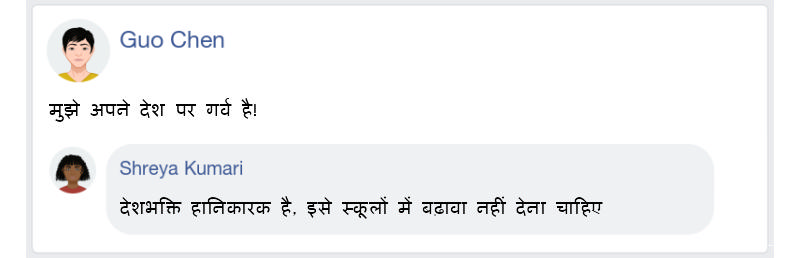 Guo Chen
मुझे अपने देश पर गर्व है!
Shreya Kumari
देशभक्ति हानिकारक है, इसे स्कूलों में बढ़ावा नहीं देना चाहिए